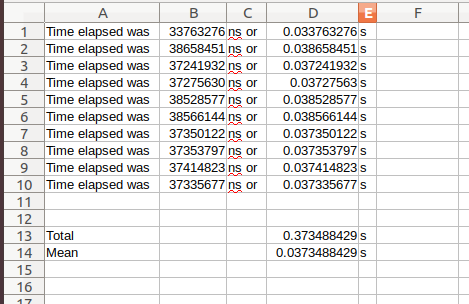 A B C D E F
1 Time elapsed was 33763276 ns or 0.033763276 s
2 Time elapsed was 38658451 ns or 0.038658451 s
3 Time elapsed was 37241932 ns or 0.037241932 s
4 Time elapsed was 37275630 ns or 0.03727563 s
5 Time elapsed was 38528577 ns or 0.038528577 s
6 Time elapsed was 38566144 ns or 0.038566144 s
7 Time elapsed was 37350122 ns or 0.037350122 s
8 Time elapsed was 37353797 ns or 0.037353797 s
9 Time elapsed was 37414823 ns or 0.037414823 s
10 Time elapsed was 37335677 ns or 0.037335677 s
11
12
13 Total 0.373488429 s
14 Mean 0.0373488429 s
15
16
17